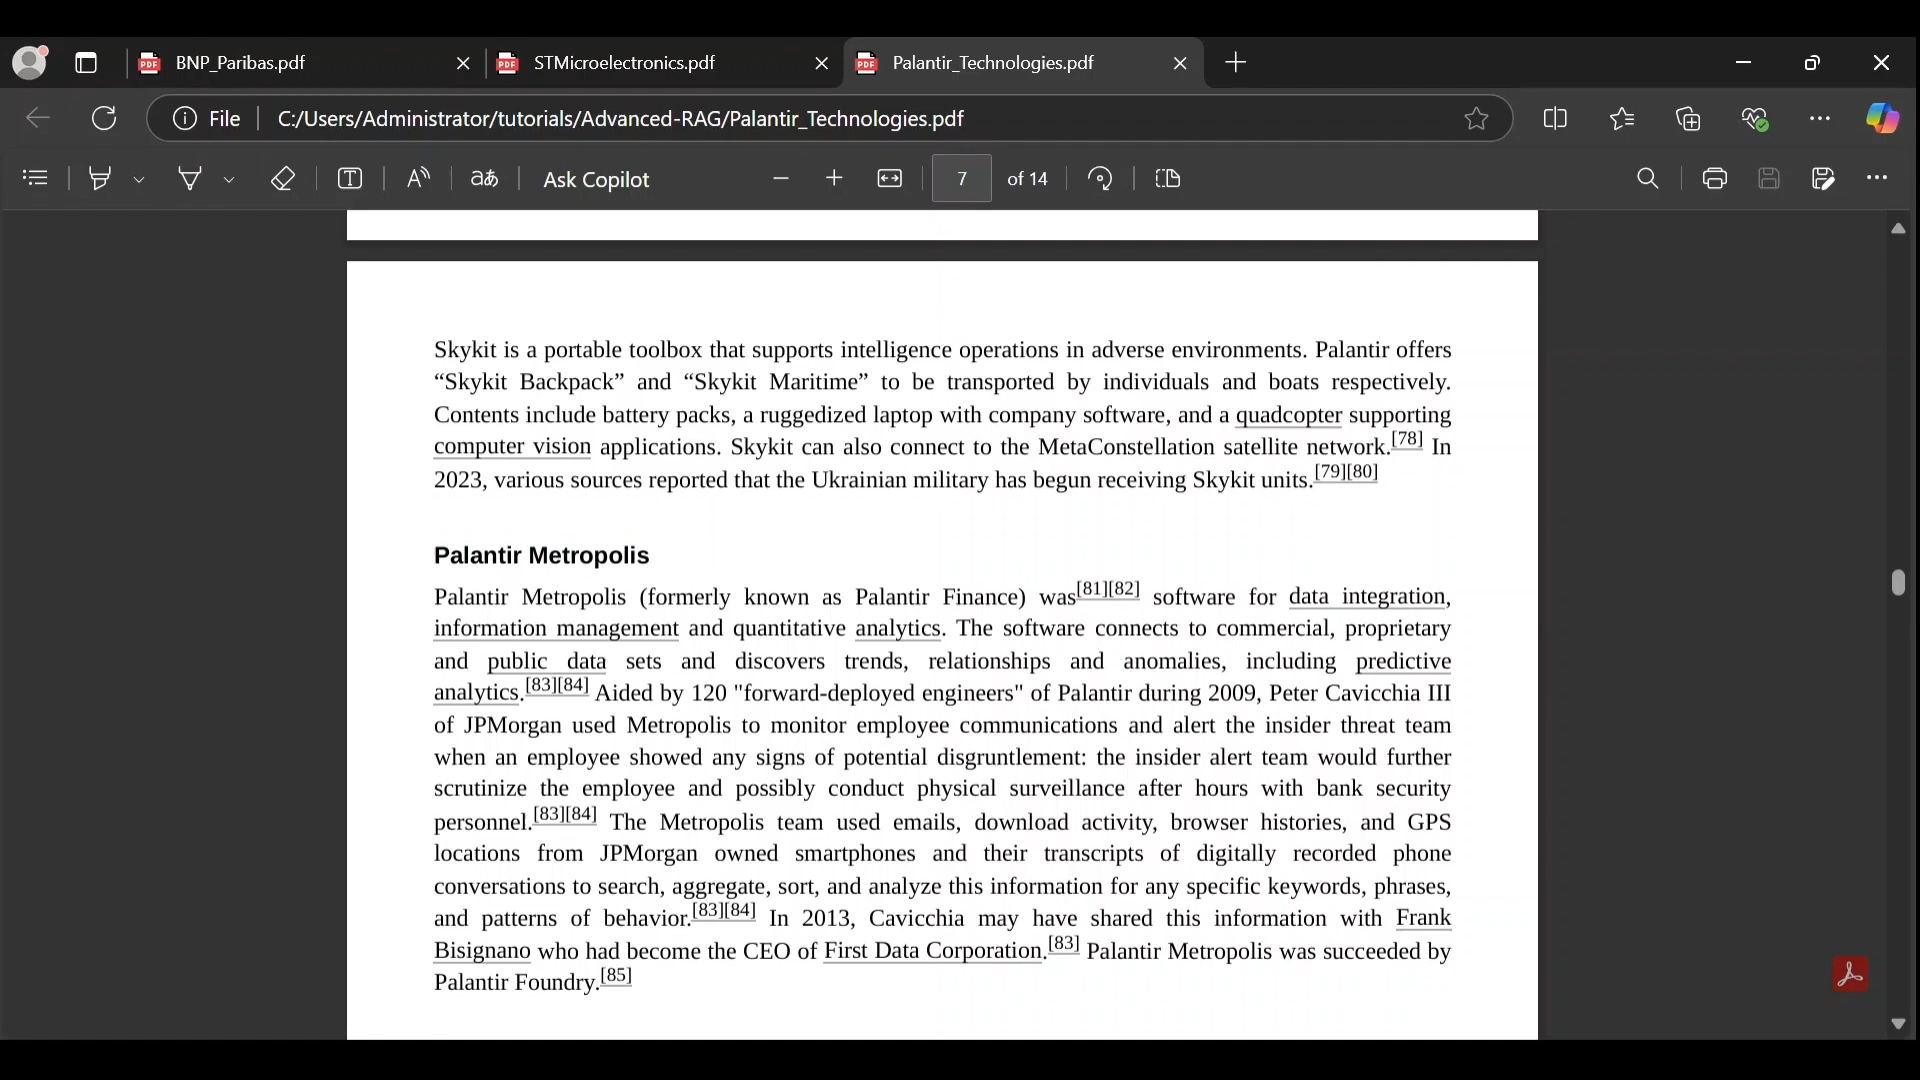 BNP_Paribas.pdf
STMicroelectronics.pdf
Palantir_Technologies.pdf
File
C:/Users/Administrator/tutorials/Advanced-RAG/Palantir_Technologies.pdf
Ask Copilot
7 of 14
Skykit is a portable toolbox that supports intelligence operations in adverse environments. Palantir offers
“Skykit Backpack” and “Skykit Maritime” to be transported by individuals and boats respectively.
Contents include battery packs, a ruggedized laptop with company software, and a quadcopter supporting
computer vision applications. Skykit can also connect to the MetaConstellation satellite network.[78] In
2023, various sources reported that the Ukrainian military has begun receiving Skykit units.[79][80]
Palantir Metropolis
Palantir Metropolis (formerly known as Palantir Finance) was[81][82] software for data integration,
information management and quantitative analytics. The software connects to commercial, proprietary
and public data sets and discovers trends, relationships and anomalies, including predictive
analytics.[83][84] Aided by 120 "forward-deployed engineers" of Palantir during 2009, Peter Cavicchia III
of JPMorgan used Metropolis to monitor employee communications and alert the insider threat team
when an employee showed any signs of potential disgruntlement: the insider alert team would further
scrutinize the employee and possibly conduct physical surveillance after hours with bank security
personnel.[83][84] The Metropolis team used emails, download activity, browser histories, and GPS
locations from JPMorgan owned smartphones and their transcripts of digitally recorded phone
conversations to search, aggregate, sort, and analyze this information for any specific keywords, phrases,
and patterns of behavior.[83][84] In 2013, Cavicchia may have shared this information with Frank
Bisignano who had become the CEO of First Data Corporation.[83] Palantir Metropolis was succeeded by
Palantir Foundry.[85]